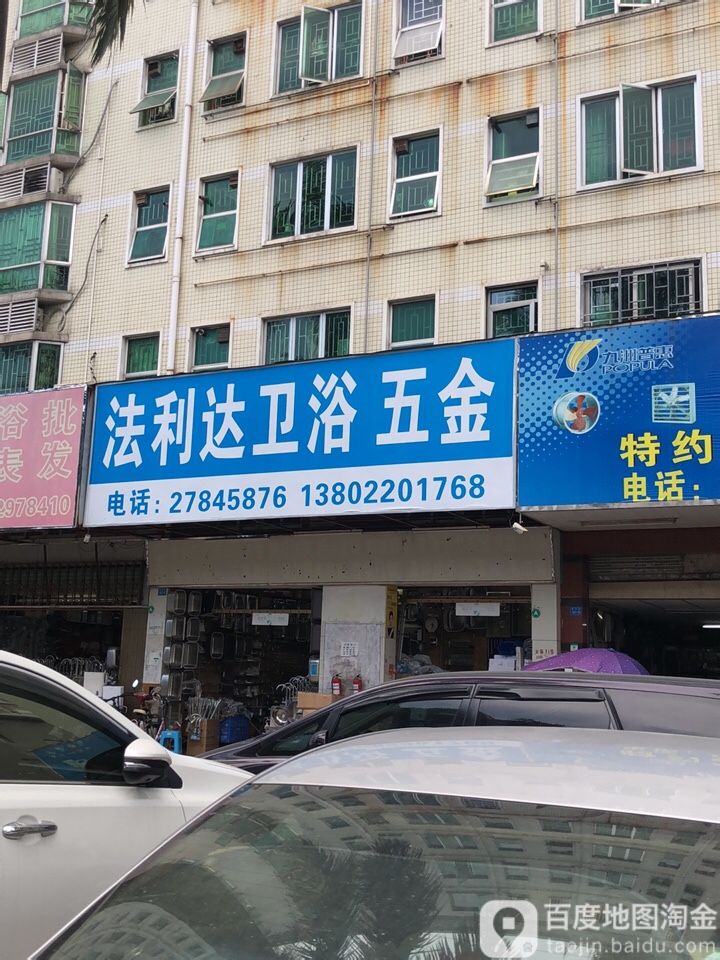 浴批
表发
2978410
法利达卫浴 五金
电话: 27845876 13802201768
九洲普惠
POPULA
特约
电话:
百度地图淘金
taojin.baidu.com